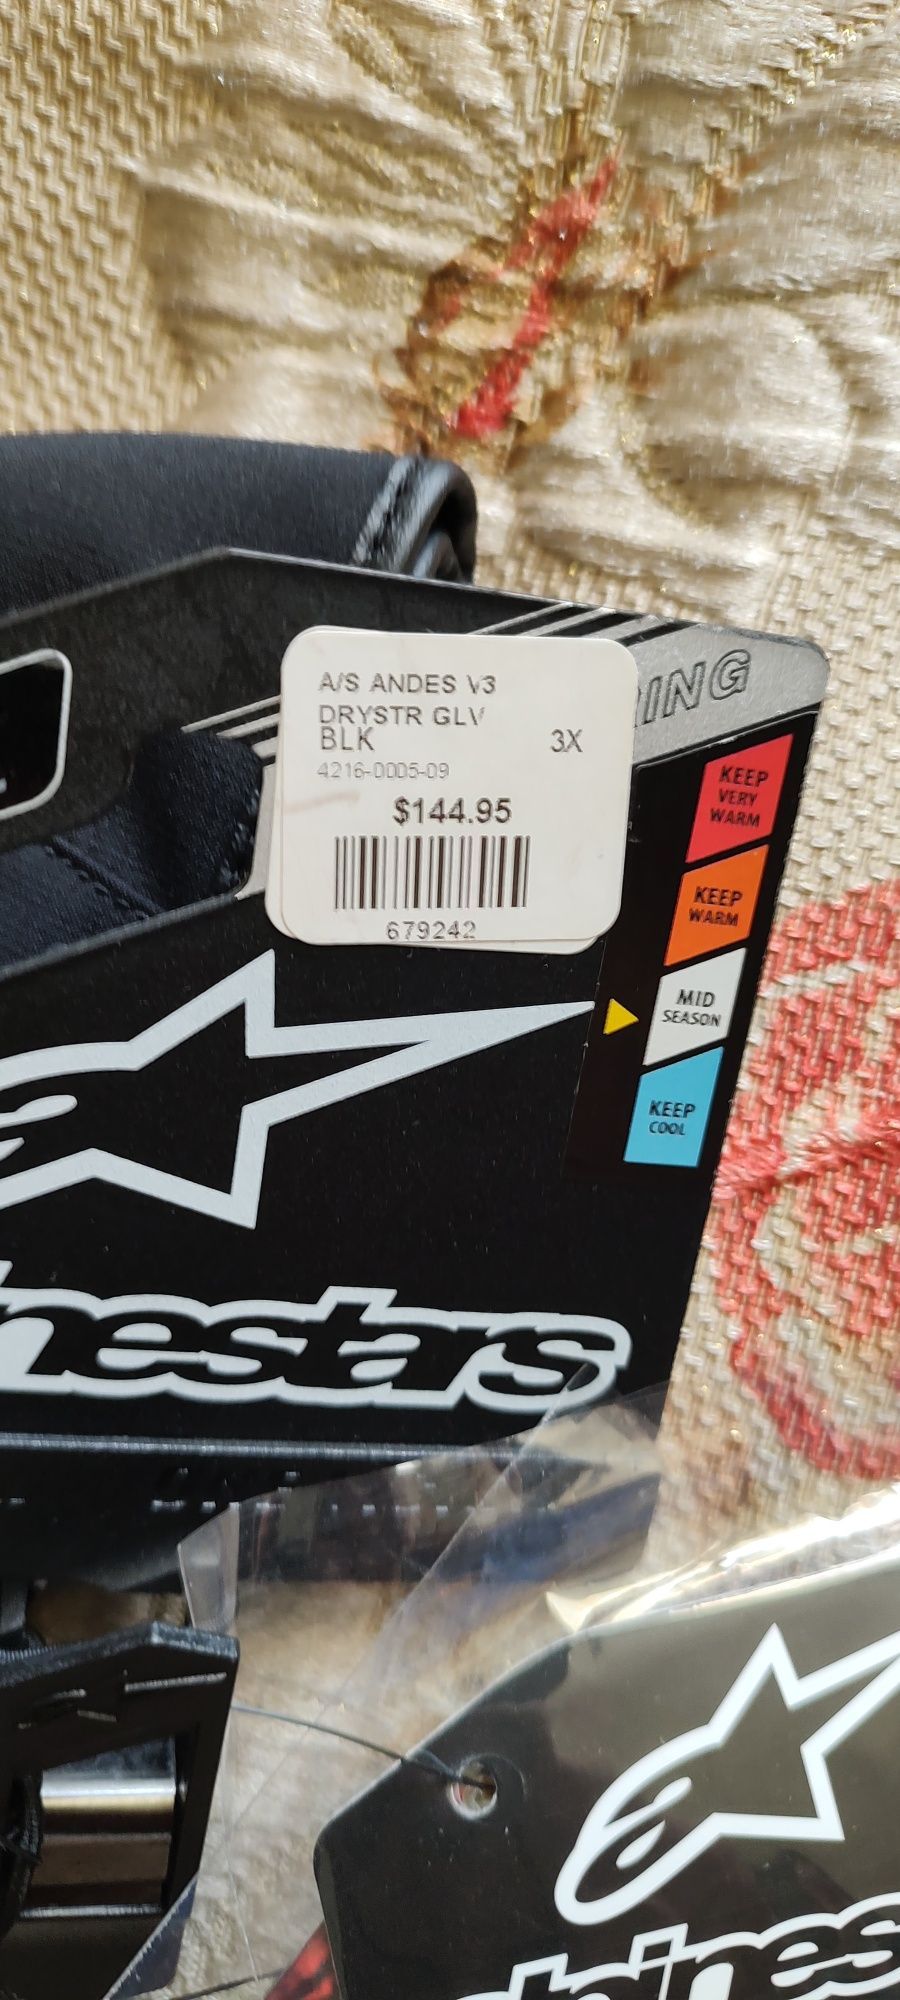 A/S ANDES V3
DRYSTR GLV
BLK 3X
4216-0005-09
$144.95
679242
KEEP
VERY
WARM
KEEP
WARM
MID
SEASON
KEEP
COOL